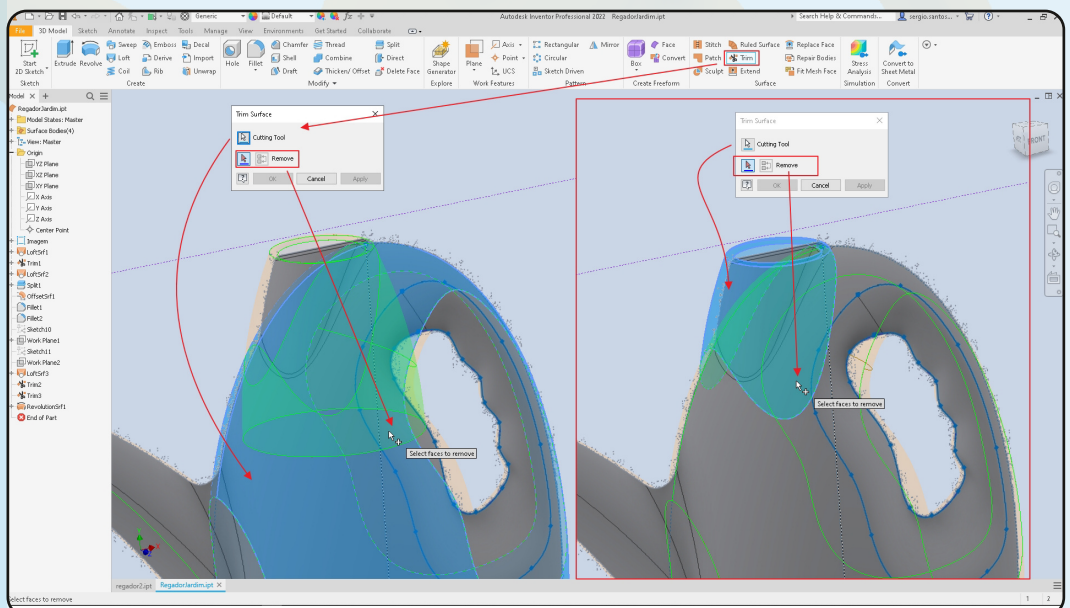 Generic
Default
Autodesk Inventor Professional 2022 RegadorJardim.ipt
Search Help & Commands...
sergio.santos...
File 3D Model Sketch Annotate Inspect Tools Manage View Environments Get Started Collaborate
Start
2D Sketch
Extrude Revolve
Sweep Emboss Decal
Loft Derive Import
Coil Rib Unwrap
Hole Fillet
Chamfer Thread Split
Shell Combine Direct
Draft Thicken/ Offset Delete Face
Shape
Generator
Plane
Axis
Point
UCS
Rectangular Mirror
Circular
Sketch Driven
Box
Face
Convert
Stitch Ruled Surface Replace Face
Patch Trim Repair Bodies
Sculpt Extend Fit Mesh Face
Stress
Analysis
Convert to
Sheet Metal
Sketch Create Modify Explore Work Features Pattern Create Freeform Surface Simulation Convert
Model
RegadorJardim.ipt
Model States: Master
Surface Bodies(4)
View: Master
Origin
YZ Plane
XZ Plane
XY Plane
X Axis
Y Axis
Z Axis
Center Point
Imagem
LoftSrf1
Trim1
LoftSrf2
Split1
OffsetSrf1
Fillet1
Fillet2
Sketch10
Work Plane1
Sketch11
Work Plane2
LoftSrf3
Trim2
Trim3
RevolutionSrf1
End of Part
Trim Surface
Cutting Tool
Remove
OK Cancel Apply
Select faces to remove
Trim Surface
Cutting Tool
Remove
OK Cancel Apply
Select faces to remove
FRONT
regador2.ipt RegadorJardim.ipt
Select faces to remove
1 2